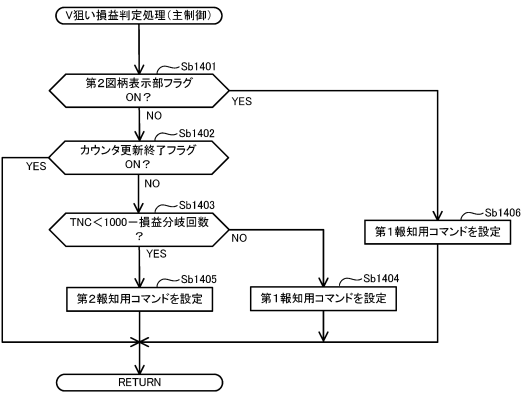 V狙い損益判定処理(主制御)
Sb1401
第2図柄表示部フラグ
ON?
YES
NO
Sb1402
カウンタ更新終了フラグ
ON?
YES
NO
Sb1403
TNC<1000-損益分岐回数
?
NO
YES
Sb1406
第1報知用コマンドを設定
Sb1405
第2報知用コマンドを設定
Sb1404
第1報知用コマンドを設定
RETURN